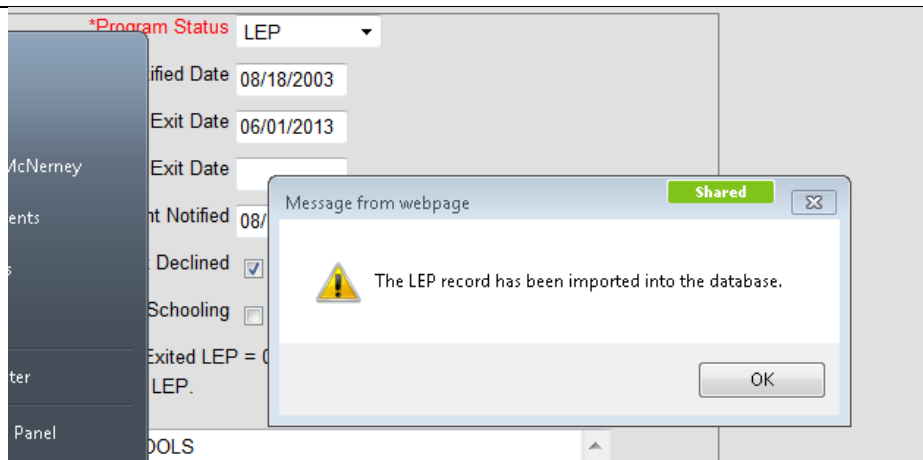 *Program Status LEP
ified Date 08/18/2003
Exit Date 06/01/2013
McNerney
Exit Date
Shared
Message from webpage
ents
nt Notified 08/
Declined
The LEP record has been imported into the database.
Schooling
Exited LEP = 0
ter
LEP.
OK
Panel
OOLS